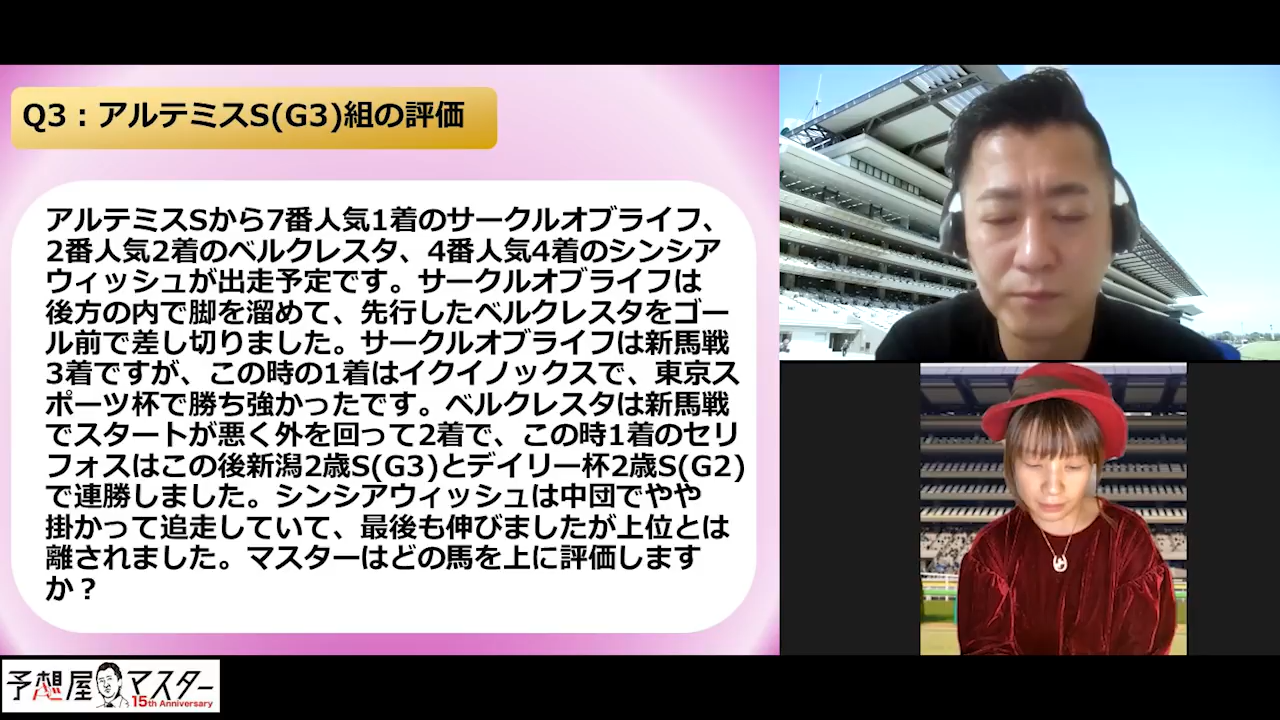 Q3：アルテミスS(G3)組の評価
アルテミスSから7番人気1着のサークルオブライフ、
2番人気2着のベルクレスタ、4番人気4着のシンシア
ウィッシュが出走予定です。サークルオブライフは
後方の内で脚を溜めて、先行したベルクレスタをゴー
ル前で差し切りました。サークルオブライフは新馬戦
3着ですが、この時の1着はイクイノックスで、東京ス
ポーツ杯で勝ち強かったです。ベルクレスタは新馬戦
でスタートが悪く外を回って2着で、この時1着のセリ
フォスはこの後新潟2歳S(G3)とデイリー杯2歳S(G2)
で連勝しました。シンシアウィッシュは中団でやや
掛かって追走していて、最後も伸びましたが上位とは
離されました。マスターはどの馬を上に評価します
か？
予想屋マスター
15th Anniversary